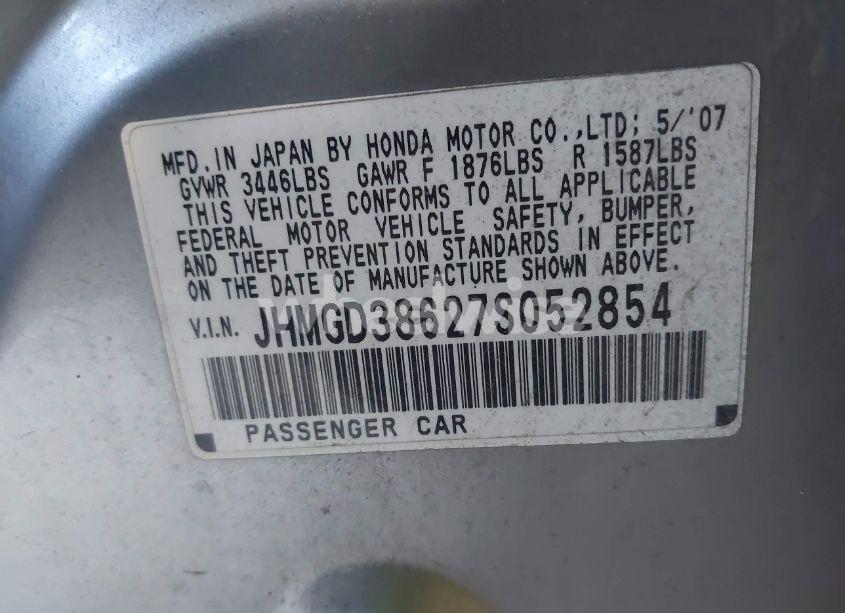 MFD. IN JAPAN BY HONDA MOTOR CO.,LTD; 5/'07
GVWR 3446LBS GAWR F 1876LBS R 1587LBS
THIS VEHICLE CONFORMS TO ALL APPLICABLE
FEDERAL MOTOR VEHICLE SAFETY, BUMPER,
AND THEFT PREVENTION STANDARDS IN EFFECT
ON THE DATE OF MANUFACTURE SHOWN ABOVE.
V.I.N. JHMGD38627S052854
PASSENGER CAR